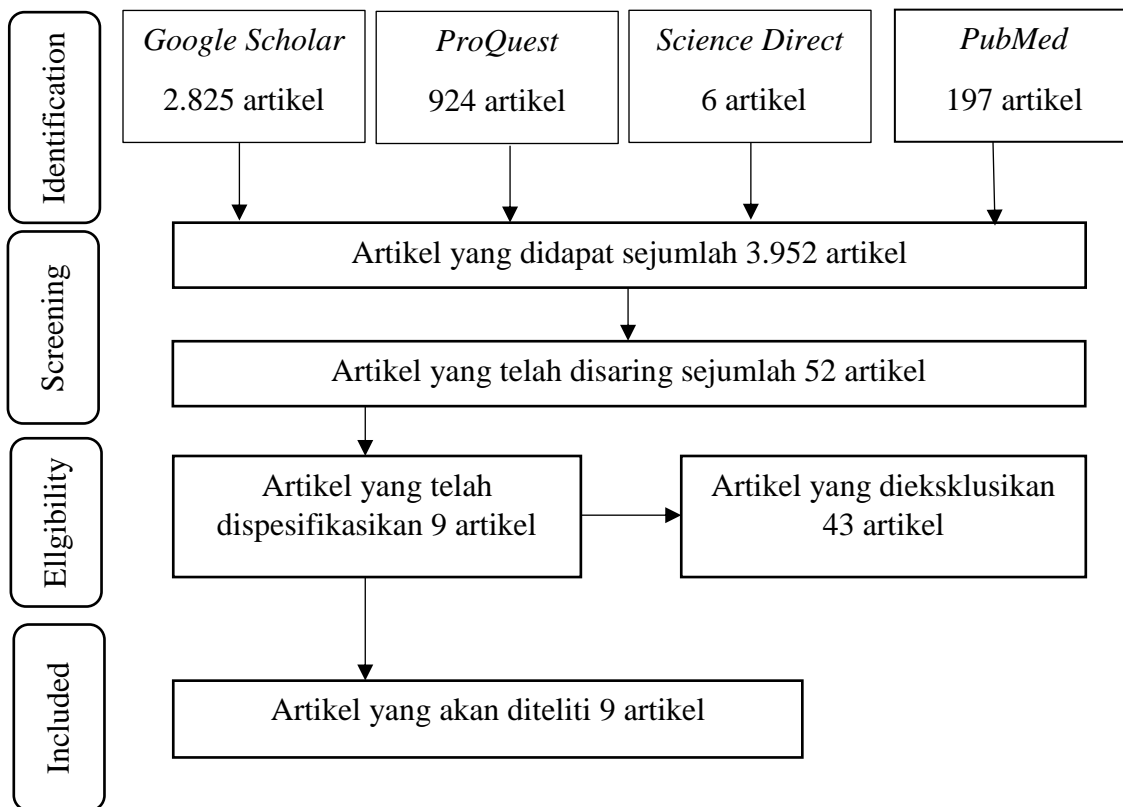 Identification
Google Scholar
2.825 artikel
ProQuest
924 artikel
Science Direct
6 artikel
PubMed
197 artikel
Screening
Artikel yang didapat sejumlah 3.952 artikel
Artikel yang telah disaring sejumlah 52 artikel
Ellgibility
Artikel yang telah
dispesifikasikan 9 artikel
Artikel yang dieksklusikan
43 artikel
Included
Artikel yang akan diteliti 9 artikel